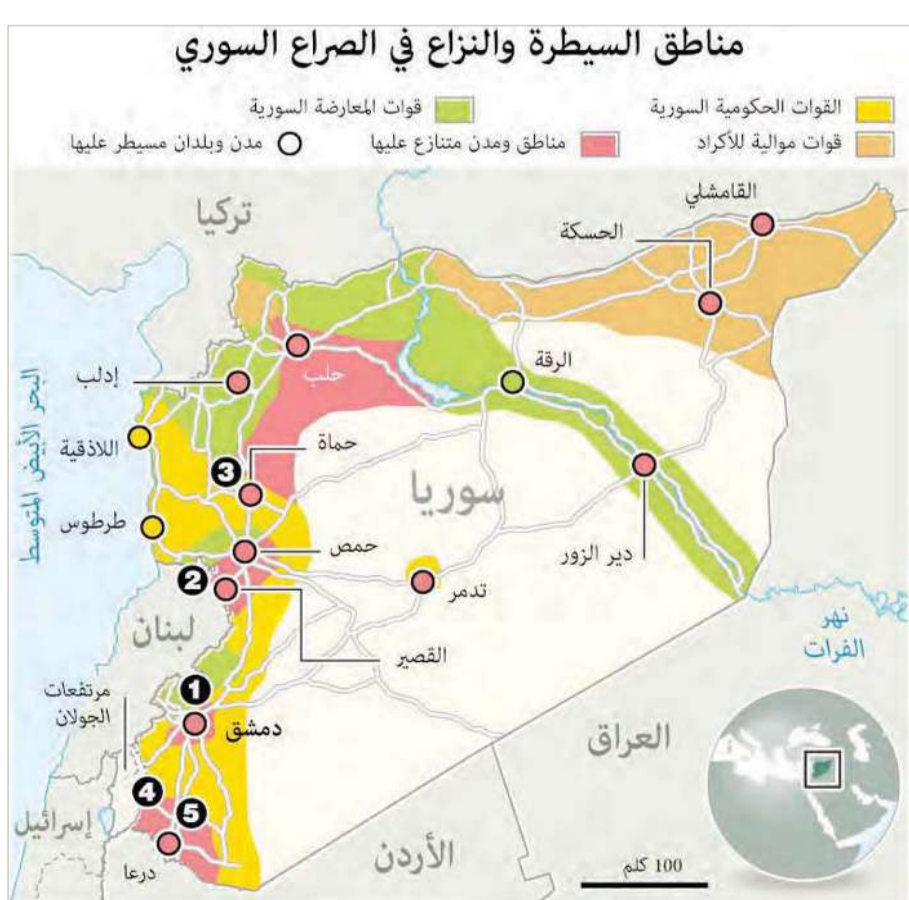 مناطق السيطرة والنزاع في الصراع السوري
القوات الحكومية السورية
قوات المعارضة السورية
قوات موالية للأكراد
مناطق ومدن متنازع عليها
مدن وبلدان مسيطر عليها
تركيا
القامشلي
الحسكة
حلب
الرقة
إدلب
البحر الأبيض المتوسط
اللاذقية
حماة
3
سوريا
طرطوس
حمص
دير الزور
2
تدمر
لبنان
القصير
نهر
الفرات
1
مرتفعات
الجولان
دمشق
العراق
4
5
إسرائيل
درعا
الأردن
100 كلم